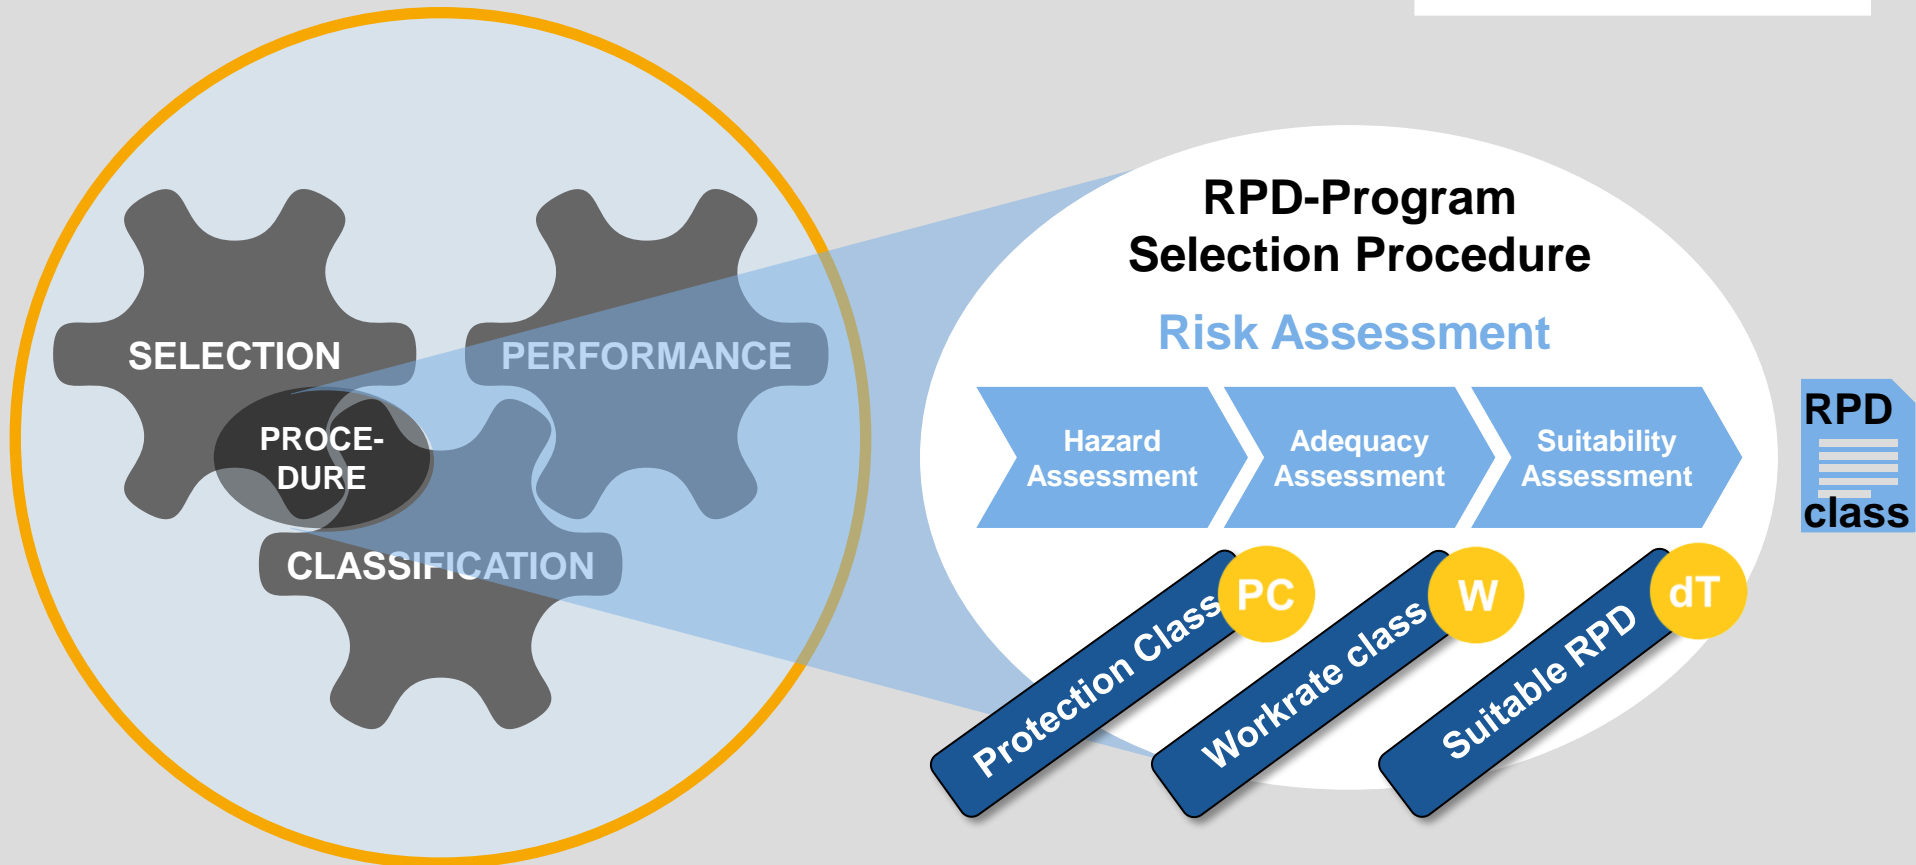 SELECTION
PERFORMANCE
PROCE-
DURE
CLASSIFICATION
RPD-Program
Selection Procedure
Risk Assessment
Hazard
Assessment
Adequacy
Assessment
Suitability
Assessment
RPD
class
Protection Class
PC
Workrate class
W
Suitable RPD
dT